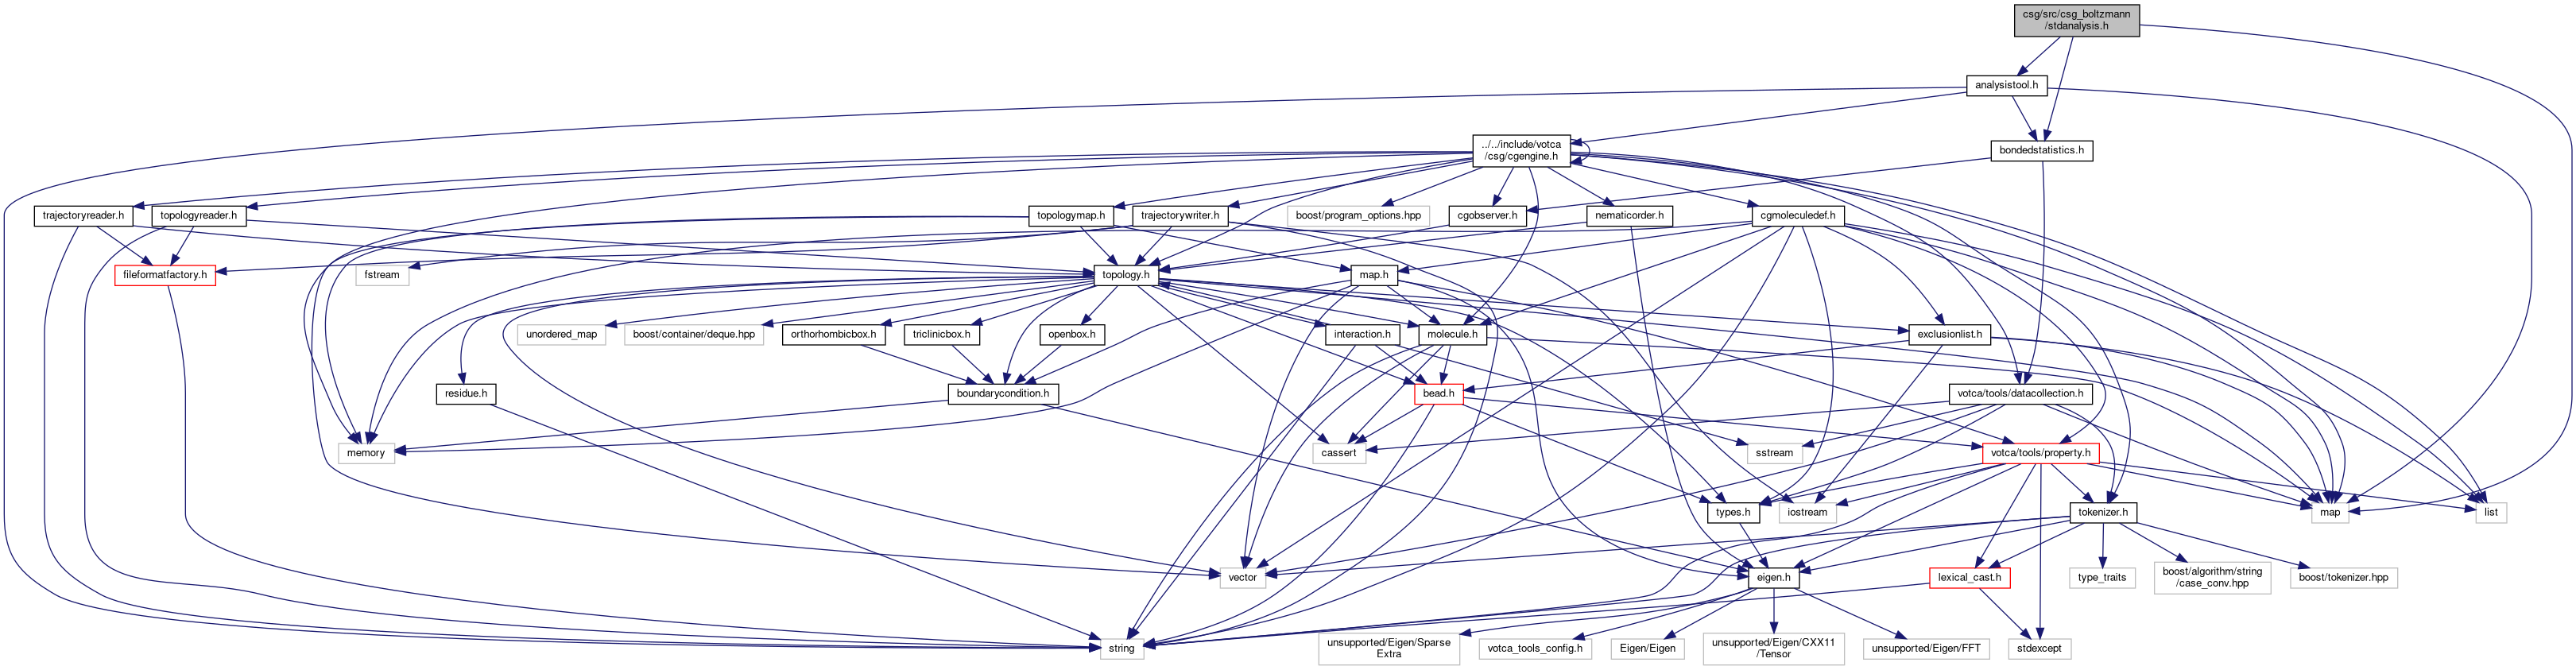 csg/src/csg_boltzmann
/stdanalysis.h
analysistool.h
../../include/votca
/csg/cgengine.h
bondedstatistics.h
trajectoryreader.h
topologyreader.h
topologymap.h
trajectorywriter.h
boost/program_options.hpp
cgobserver.h
nematicorder.h
cgmoleculedef.h
fileformatfactory.h
fstream
topology.h
map.h
unordered_map
boost/container/deque.hpp
orthorhombicbox.h
triclinicbox.h
openbox.h
interaction.h
molecule.h
exclusionlist.h
residue.h
boundarycondition.h
bead.h
votca/tools/datacollection.h
memory
cassert
sstream
votca/tools/property.h
types.h
iostream
tokenizer.h
map
list
vector
eigen.h
lexical_cast.h
type_traits
boost/algorithm/string
/case_conv.hpp
boost/tokenizer.hpp
string
unsupported/Eigen/Sparse
Extra
votca_tools_config.h
Eigen/Eigen
unsupported/Eigen/CXX11
/Tensor
unsupported/Eigen/FFT
stdexcept